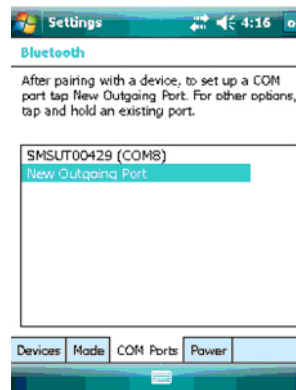 Settings 4:16
Bluetooth
After pairing with a device, to set up a COM
port tap New Outgoing Port. For other options,
tap and hold an existing port.
SMSUT00429 (COM8)
New Outgoing Port
Devices Mode COM Ports Power